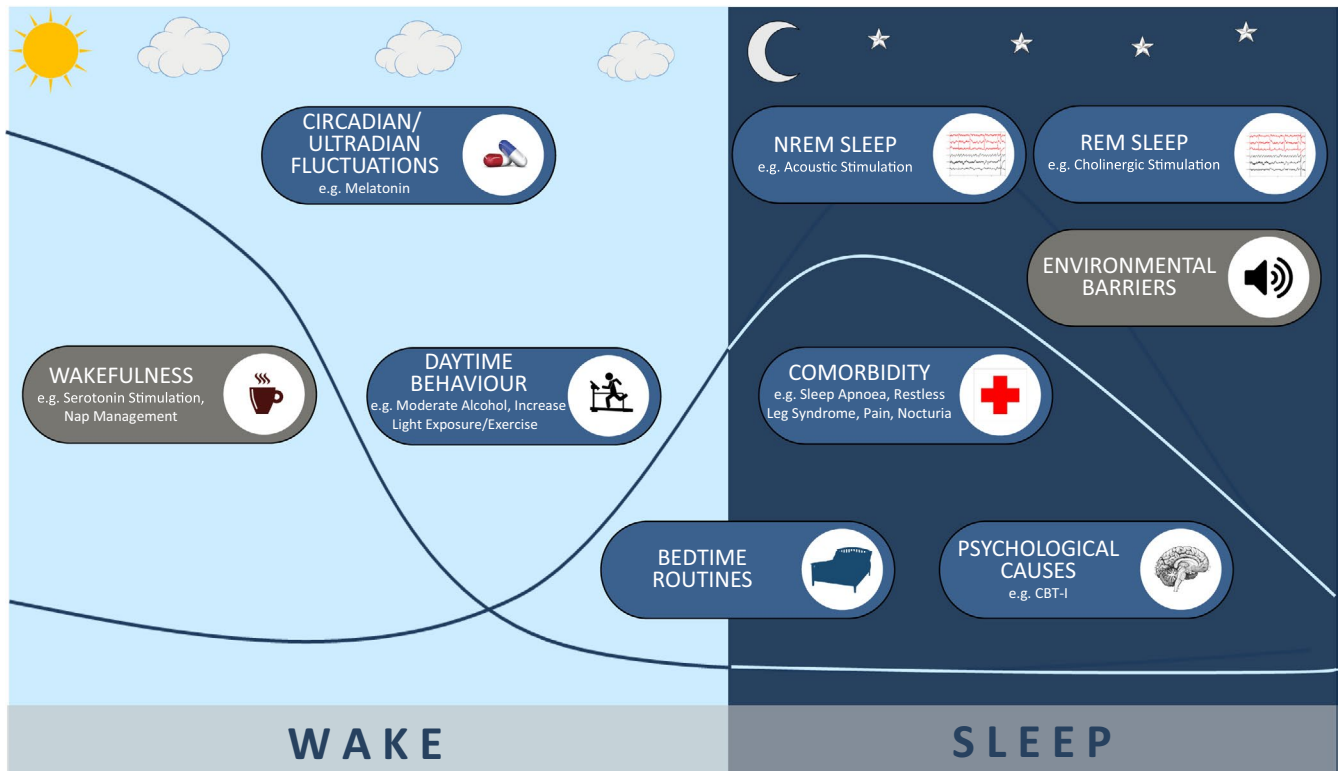 CIRCADIAN/
ULTRADIAN
FLUCTUATIONS
e.g. Melatonin
NREM SLEEP
e.g. Acoustic Stimulation
REM SLEEP
e.g. Cholinergic Stimulation
ENVIRONMENTAL
BARRIERS
WAKEFULNESS
e.g. Serotonin Stimulation,
Nap Management
DAYTIME
BEHAVIOUR
e.g. Moderate Alcohol, Increase
Light Exposure/Exercise
COMORBIDITY
e.g. Sleep Apnoea, Restless
Leg Syndrome, Pain, Nocturia
BEDTIME
ROUTINES
PSYCHOLOGICAL
CAUSES
e.g. CBT-I
WAKE
SLEEP